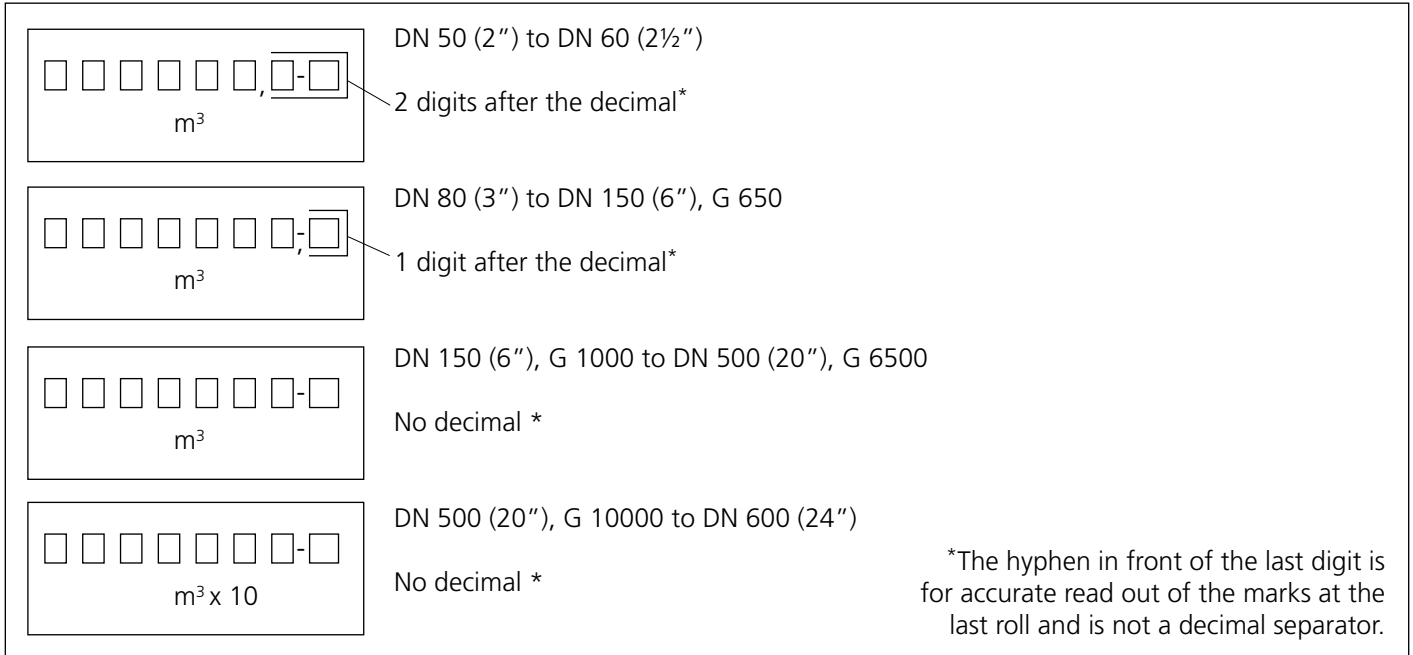 DN 50 (2″) to DN 60 (2½″)
2 digits after the decimal*
, -
m³
DN 80 (3″) to DN 150 (6″), G 650
1 digit after the decimal*
, -
m³
DN 150 (6″), G 1000 to DN 500 (20″), G 6500
No decimal *
-
m³
DN 500 (20″), G 10000 to DN 600 (24″)
No decimal *
-
m³ x 10
*The hyphen in front of the last digit is
for accurate read out of the marks at the
last roll and is not a decimal separator.